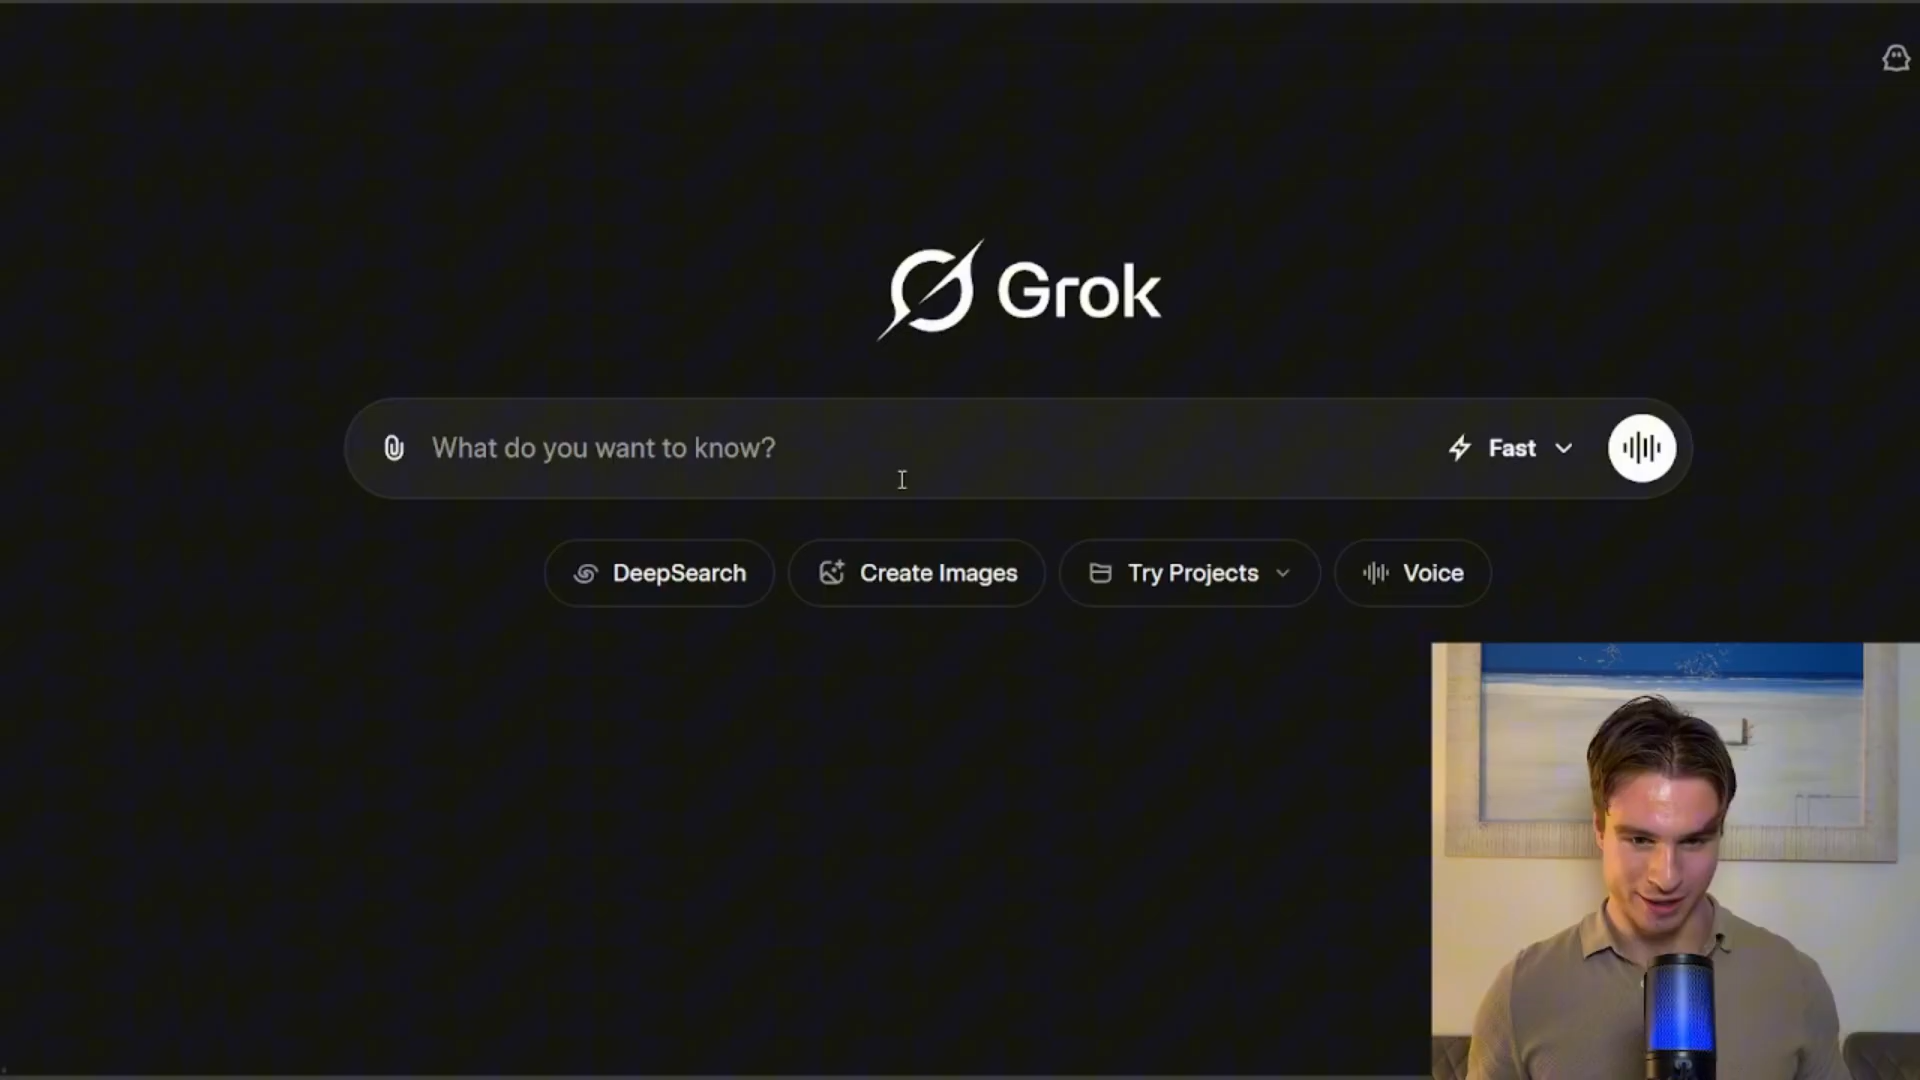 Grok
What do you want to know?
Fast
DeepSearch
Create Images
Try Projects
Voice